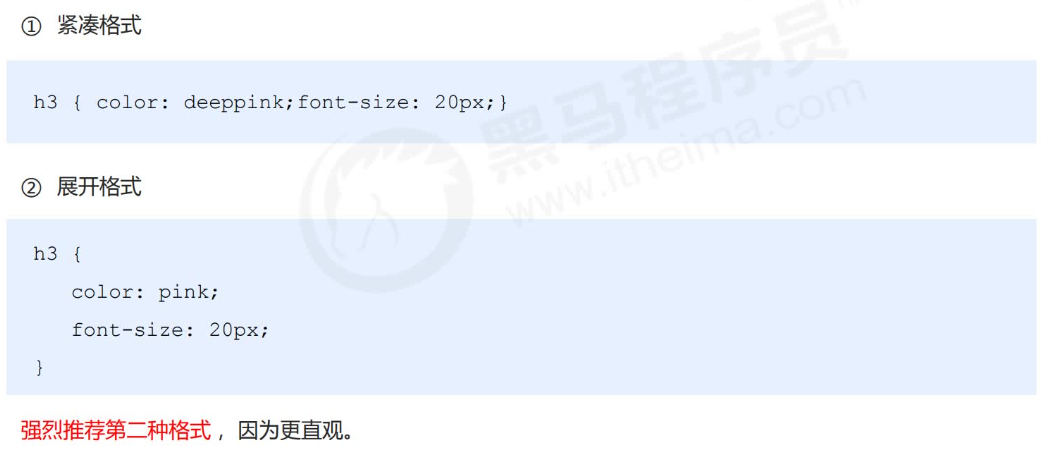 ① 紧凑格式
h3 { color: deeppink;font-size: 20px;}
② 展开格式
h3 {
color: pink;
font-size: 20px;
}
强烈推荐第二种格式， 因为更直观。
黑马程序员
www.itheima.com